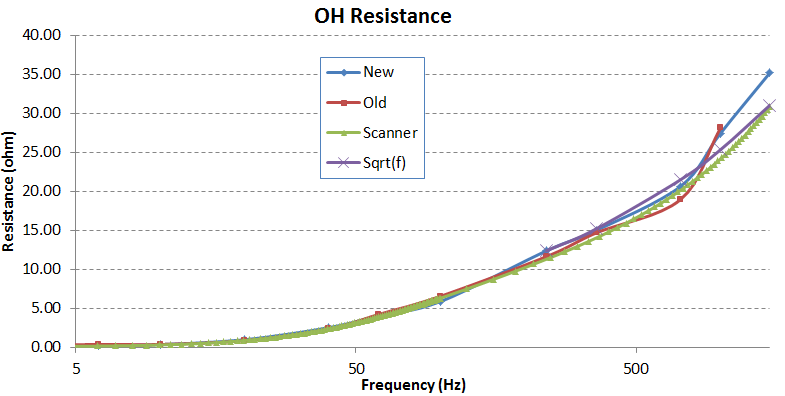 OH Resistance
40.00
35.00
30.00
25.00
20.00
15.00
10.00
5.00
0.00
Resistance (ohm)
New
Old
Scanner
Sqrt(f)
5
50
500
Frequency (Hz)